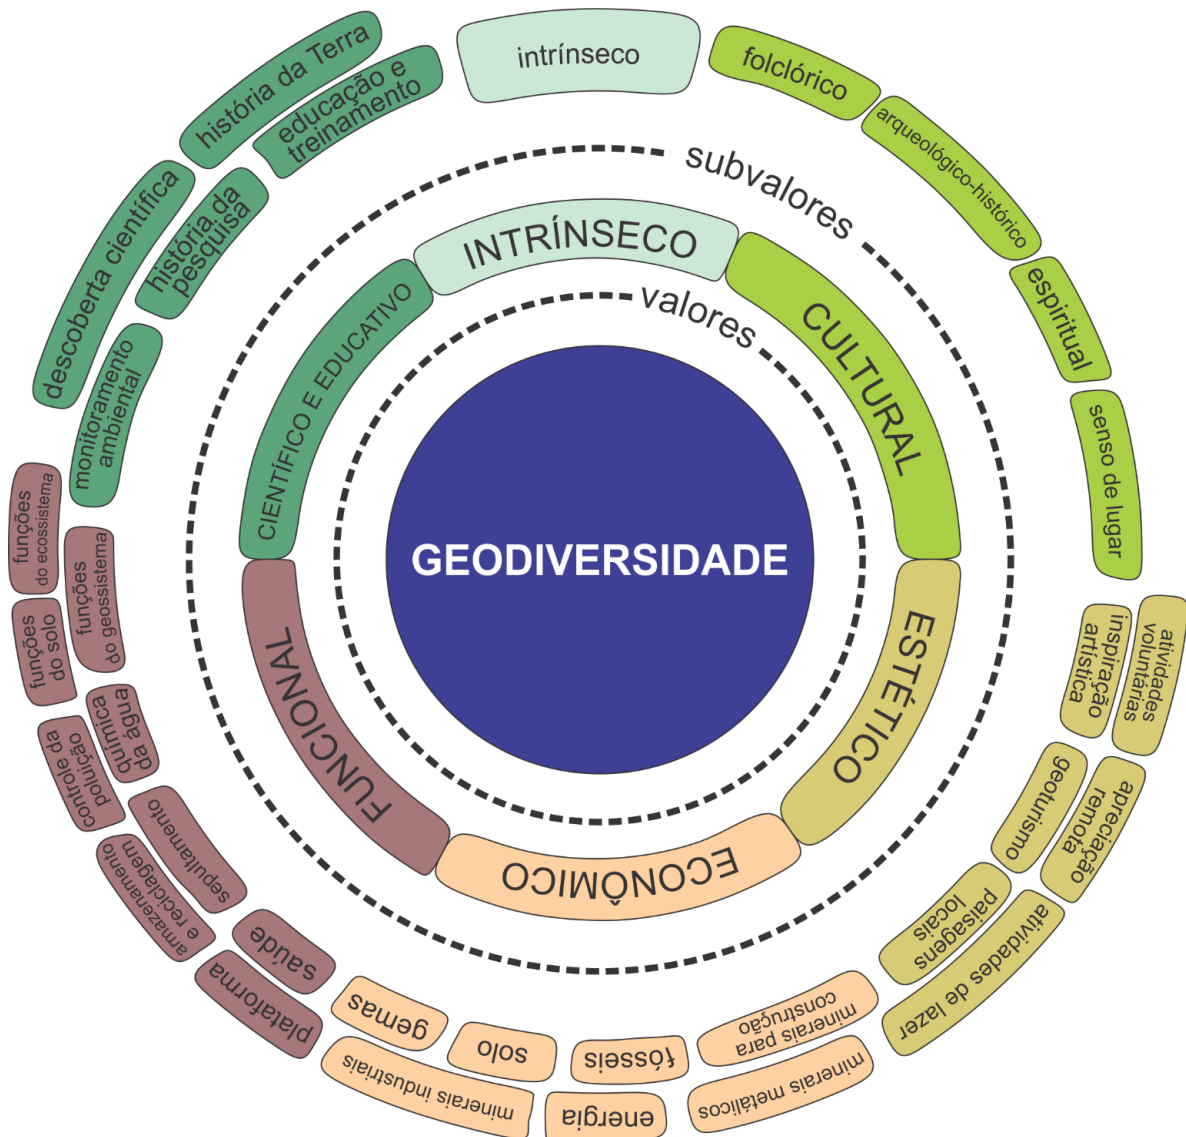 GEODIVERSIDADE
valores
INTRÍNSECO
CULTURAL
ESTÉTICO
ECONÔMICO
FUNCIONAL
CIENTÍFICO E EDUCATIVO
subvalores
intrínseco
folclórico
arqueológico-histórico
espiritual
senso de lugar
atividades
voluntárias
inspiração
artística
apreciação
remota
geoturismo
atividades de lazer
paisagens
locais
minerais para
construção
minerais metálicos
fósseis
energia
solo
gemas
minerais industriais
saúde
plataforma
sepultamento
armazenamento
e reciclagem
química
da água
controle da
poluição
funções
do solo
funções
do geossistema
funções
do ecossistema
monitoramento
ambiental
descoberta científica
história da
pesquisa
história da Terra
educação e
treinamento